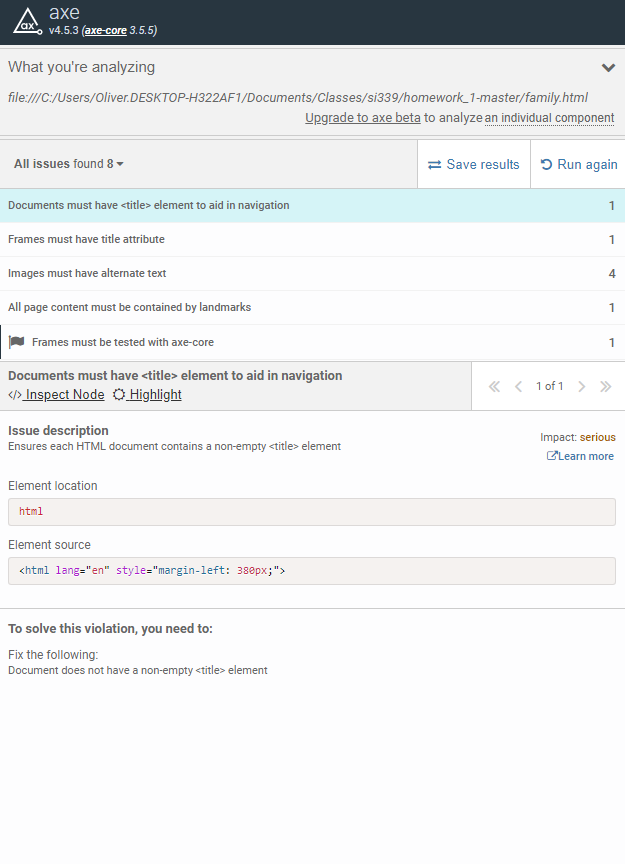 ax
axe
v4.5.3 (axe-core 3.5.5)
What you're analyzing
file:///C:/Users/Oliver.DESKTOP-H322AF1/Documents/Classes/si339/homework_1-master/family.html
Upgrade to axe beta to analyze an individual component
All issues found 8
Save results
Run again
Documents must have <title> element to aid in navigation 1
Frames must have title attribute 1
Images must have alternate text 4
All page content must be contained by landmarks 1
Frames must be tested with axe-core 1
Documents must have <title> element to aid in navigation
</> Inspect Node Highlight
1 of 1
Issue description
Ensures each HTML document contains a non-empty <title> element
Impact: serious
Learn more
Element location
html
Element source
<html lang="en" style="margin-left: 380px;">
To solve this violation, you need to:
Fix the following:
Document does not have a non-empty <title> element